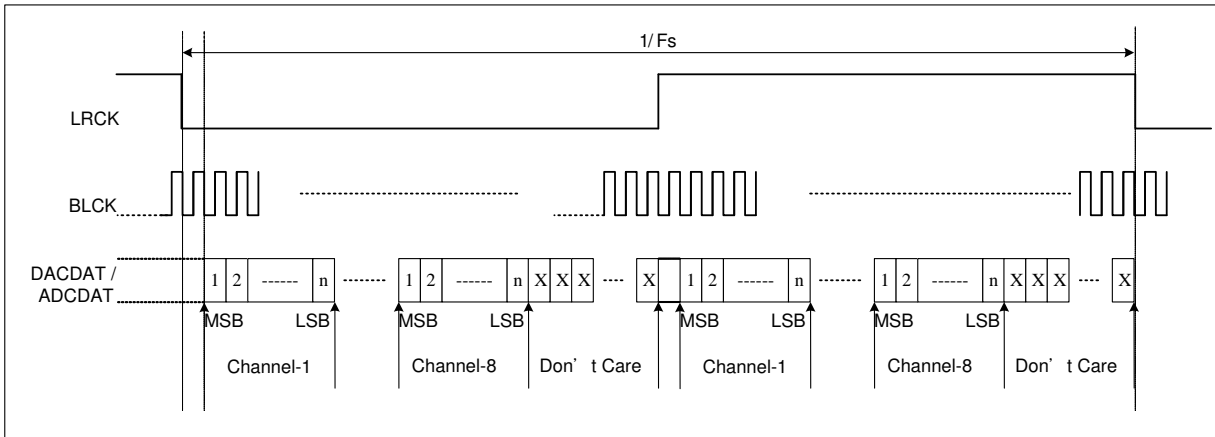 1/ Fs
LRCK
BLCK
DACDAT /
ADCDAT
1 2 ------ n 1 2 ------ n X X X X 1 2 ------ n 1 2 ------ n X X X X
MSB LSB MSB LSB MSB LSB MSB LSB
Channel-1 Channel-8 Don' t Care Channel-1 Channel-8 Don' t Care